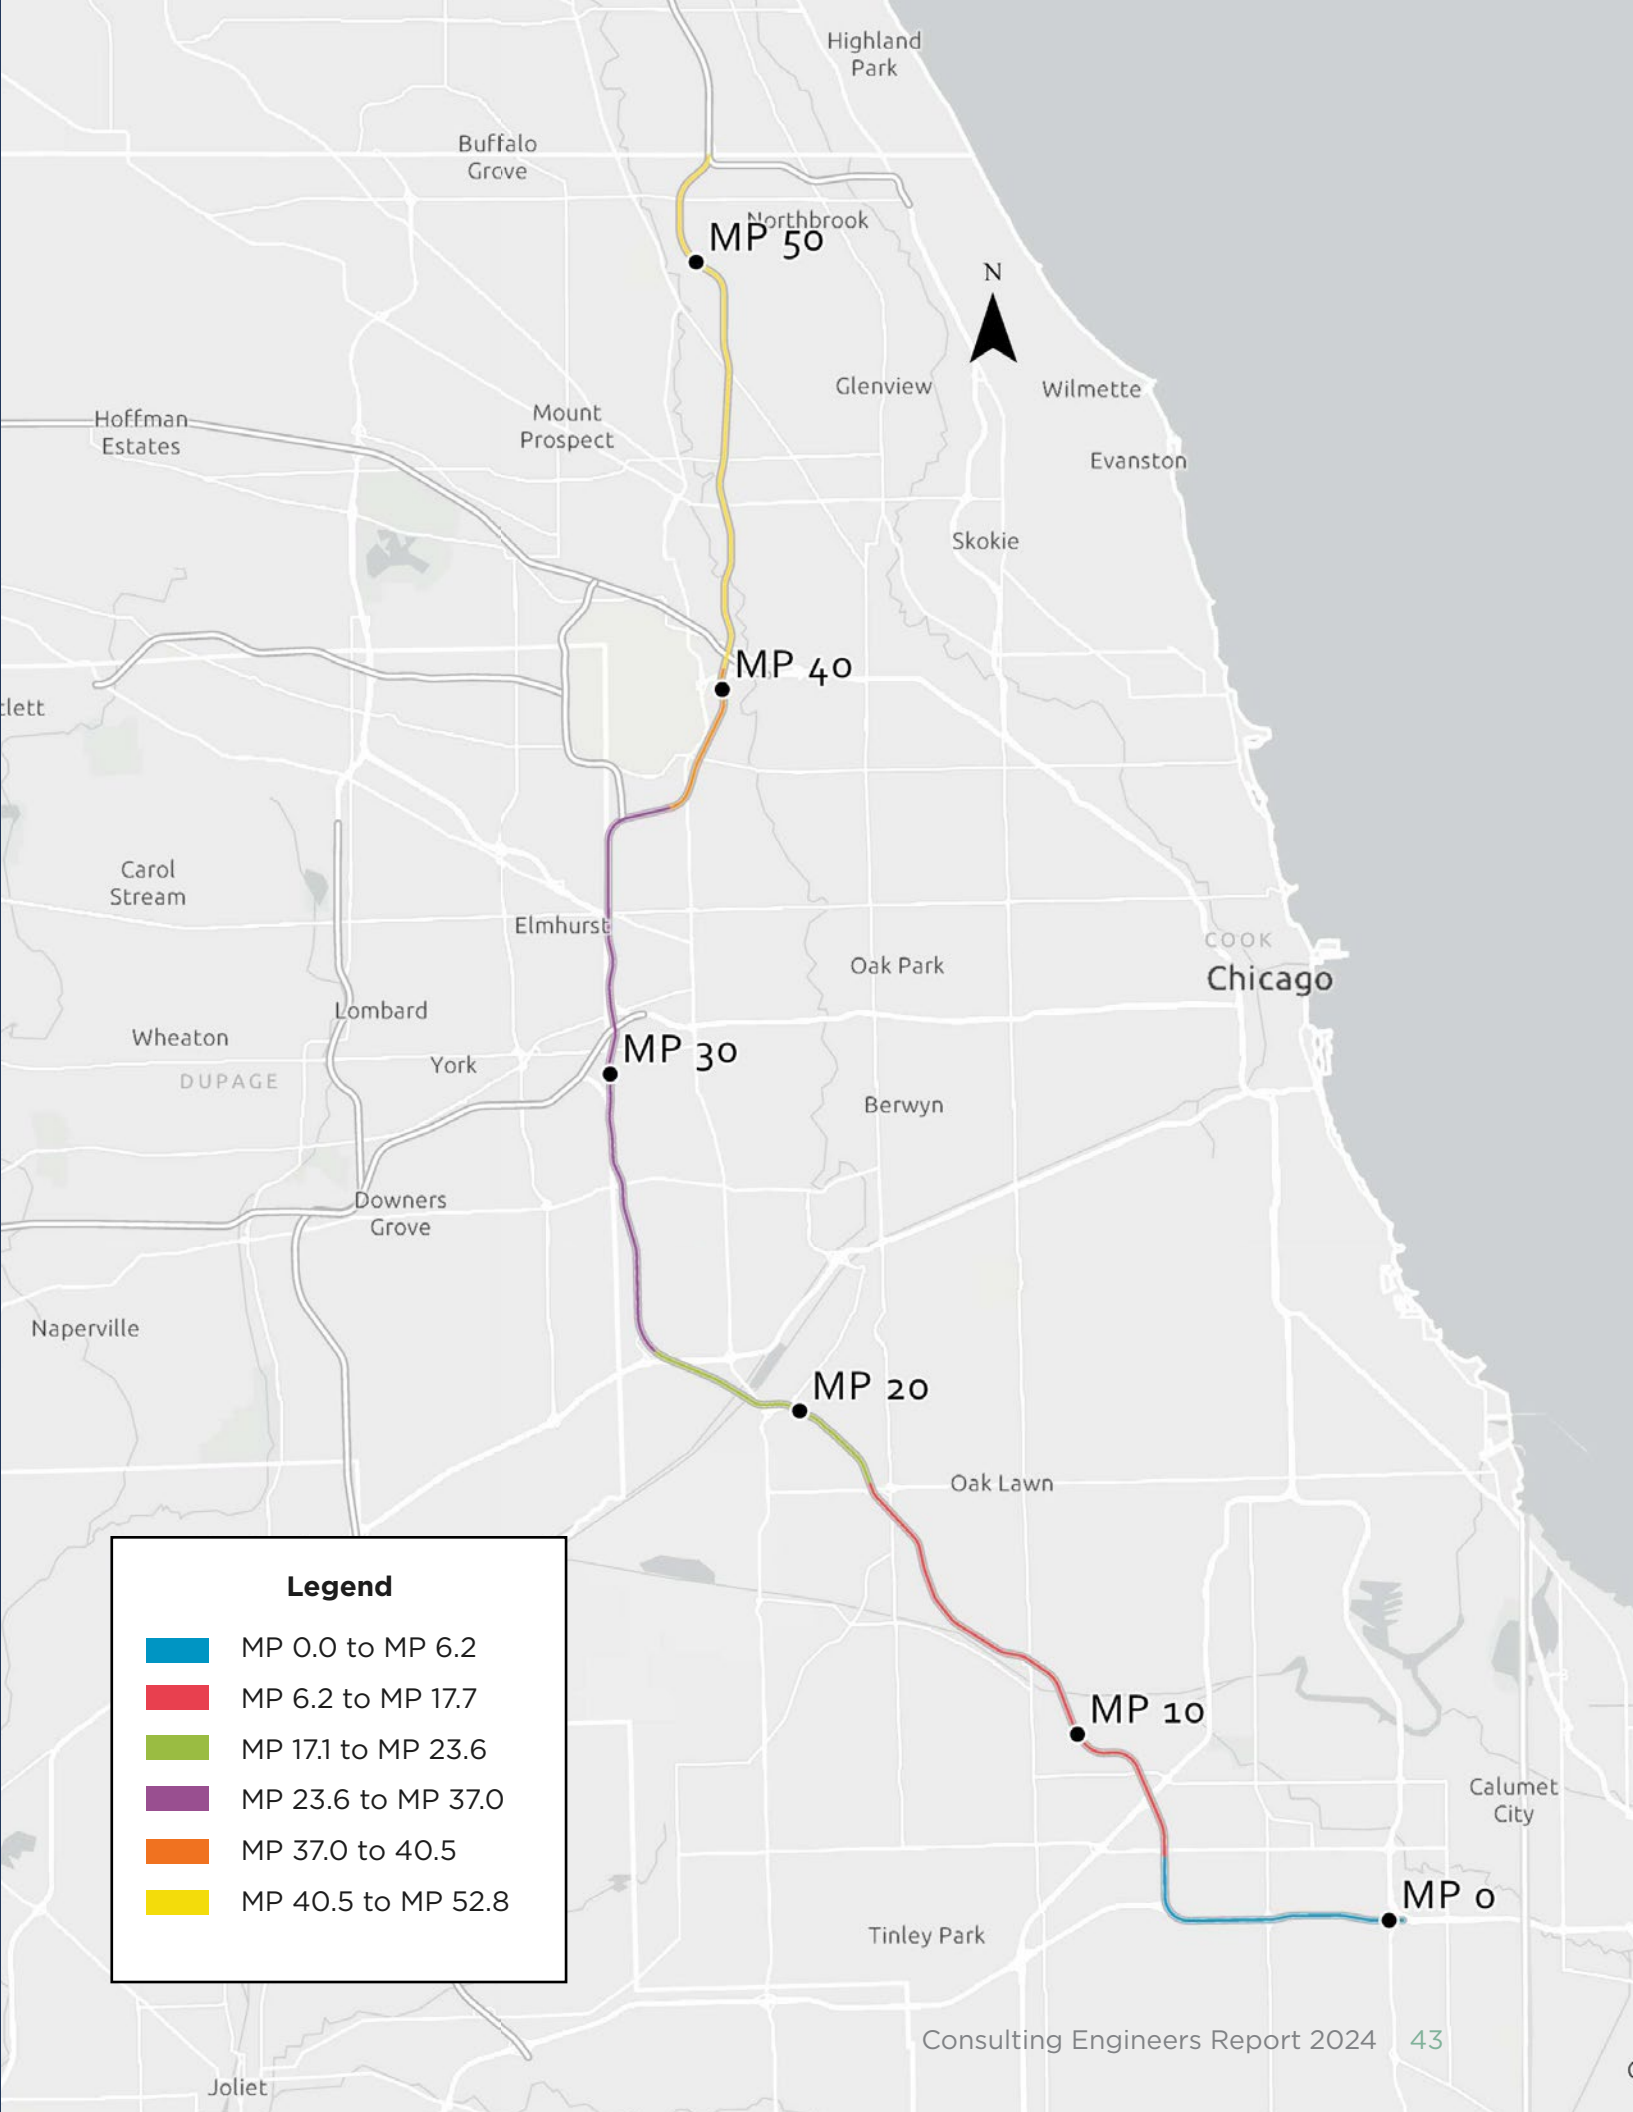 Highland
Park
Buffalo
Grove
Northbrook
MP 50
N
Glenview
Wilmette
Hoffman
Estates
Mount
Prospect
Evanston
Skokie
MP 40
tlett
Carol
Stream
Elmhurst
COOK
Oak Park
Chicago
Lombard
Wheaton
York
MP 30
DUPAGE
Berwyn
Downers
Grove
Naperville
MP 20
Oak Lawn
Legend
MP 0.0 to MP 6.2
MP 6.2 to MP 17.7
MP 17.1 to MP 23.6
MP 23.6 to MP 37.0
MP 37.0 to 40.5
MP 40.5 to MP 52.8
MP 10
Calumet
City
MP 0
Tinley Park
Consulting Engineers Report 2024 43
Joliet